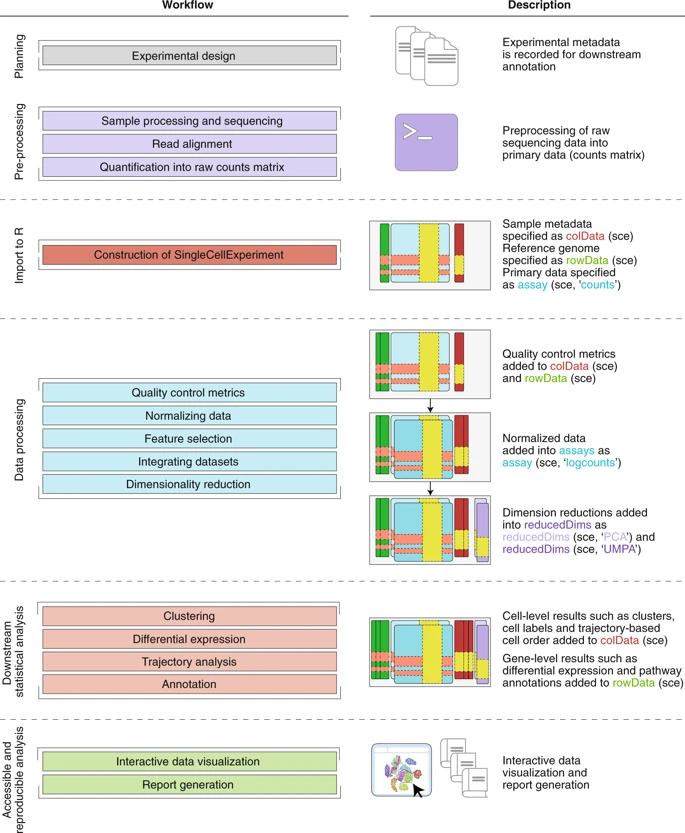 Workflow
Description
Planning
Experimental design
Experimental metadata
is recorded for downstream
annotation
Pre-processing
Sample processing and sequencing
Read alignment
Quantification into raw counts matrix
>_
Preprocessing of raw
sequencing data into
primary data (counts matrix)
Import to R
Construction of SingleCellExperiment
Sample metadata
specified as colData (sce)
Reference genome
specified as rowData (sce)
Primary data specified
as assay (sce, ‘counts’)
Data processing
Quality control metrics
Normalizing data
Feature selection
Integrating datasets
Dimensionality reduction
Quality control metrics
added to colData (sce)
and rowData (sce)
Normalized data
added into assays as
assay (sce, ‘logcounts’)
Dimension reductions added
into reducedDims as
reducedDims (sce, ‘PCA’) and
reducedDims (sce, ‘UMPA’)
Downstream
statistical analysis
Clustering
Differential expression
Trajectory analysis
Annotation
Cell-level results such as clusters,
cell labels and trajectory-based
cell order added to colData (sce)
Gene-level results such as
differential expression and pathway
annotations added to rowData (sce)
Accessible and
reproducible analysis
Interactive data visualization
Report generation
Interactive data
visualization and
report generation